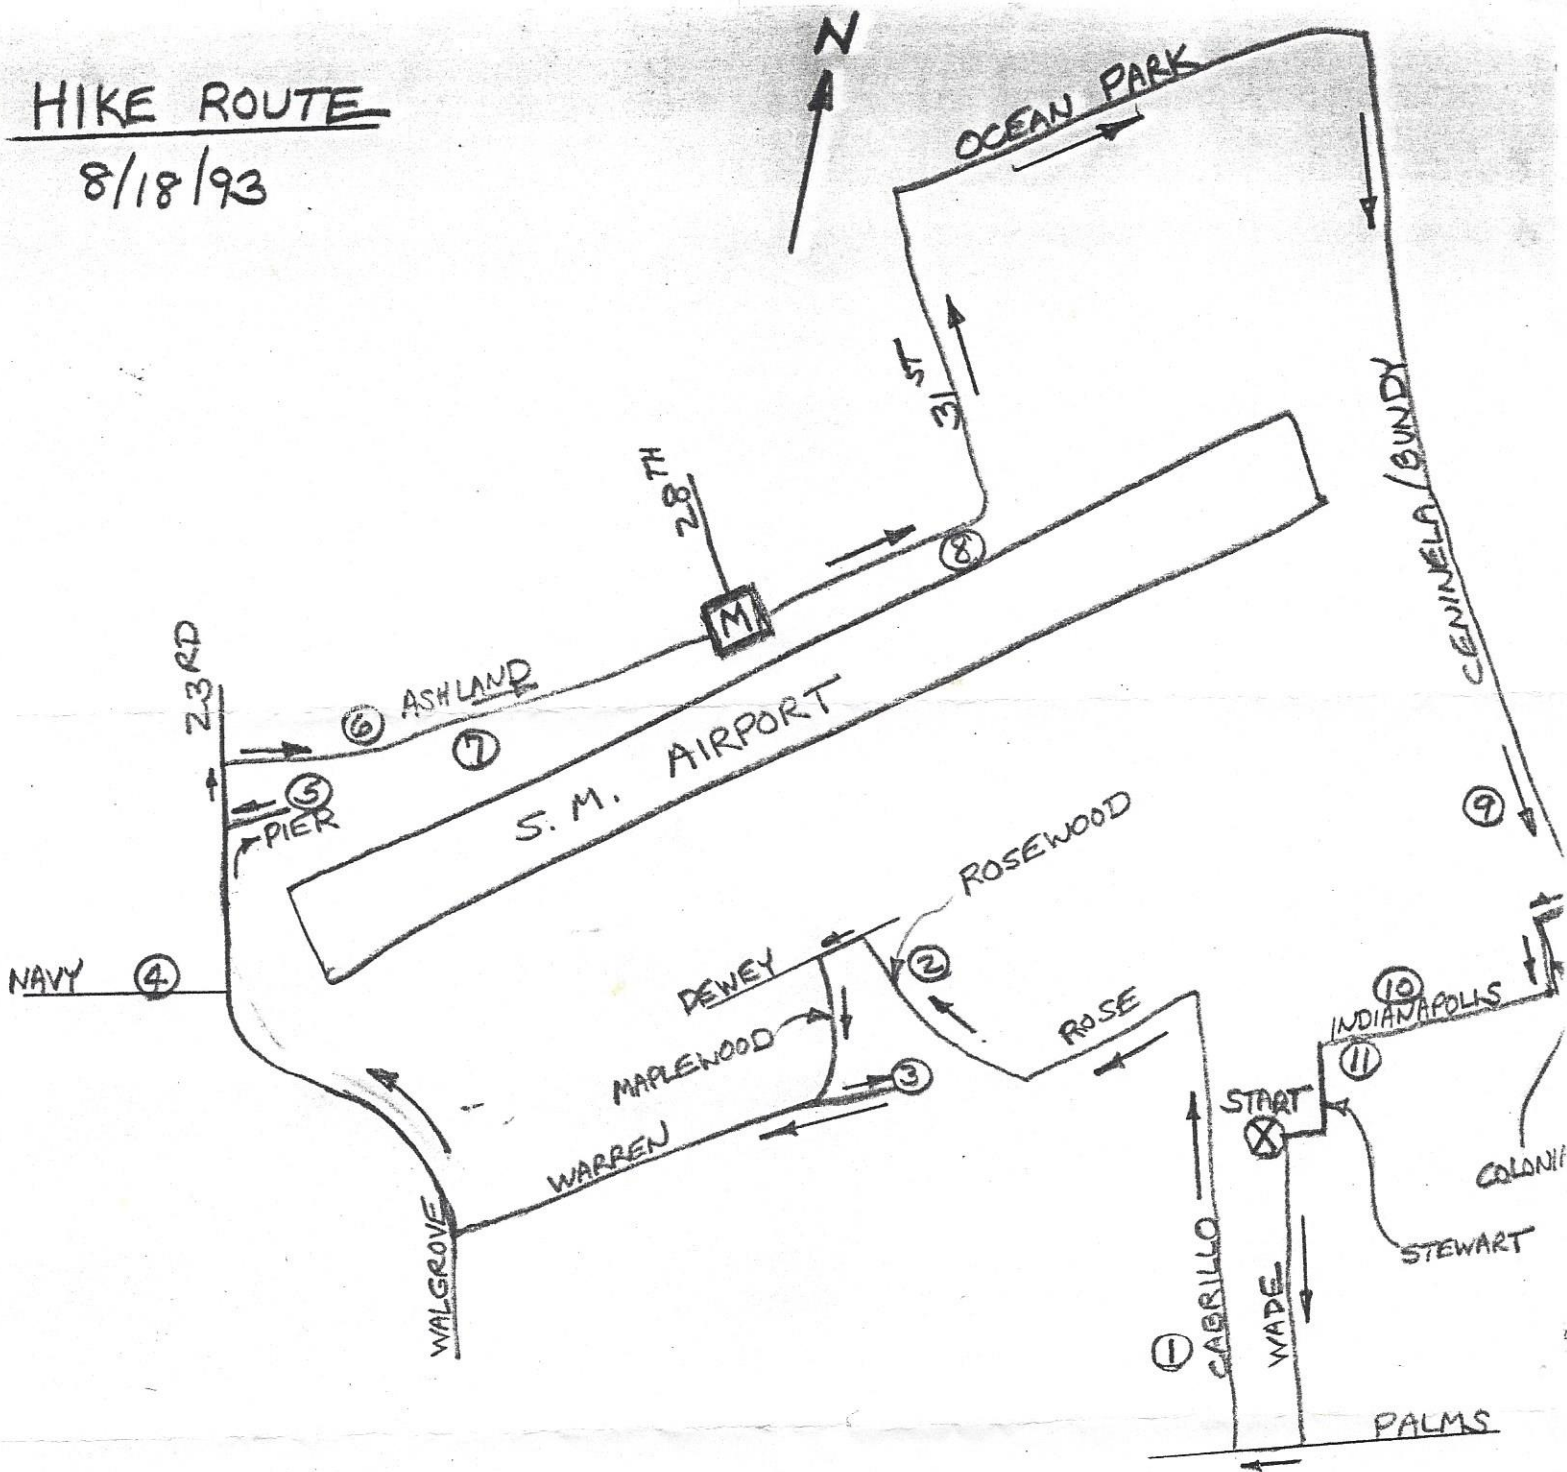 HIKE ROUTE
8/18/93
N
OCEAN PARK
31 ST
28TH
CENINELA/BUNDY
M
8
23RD
6 ASHLAND
7
S. M. AIRPORT
5
PIER
9
ROSEWOOD
NAVY 4
DEWEY
2
MAPLEWOOD
ROSE
10
INDIANAPOLIS
11
3
START
X
WARREN
COLONI
WALGROVE
STEWART
CABRILLO
WADE
1
PALMS